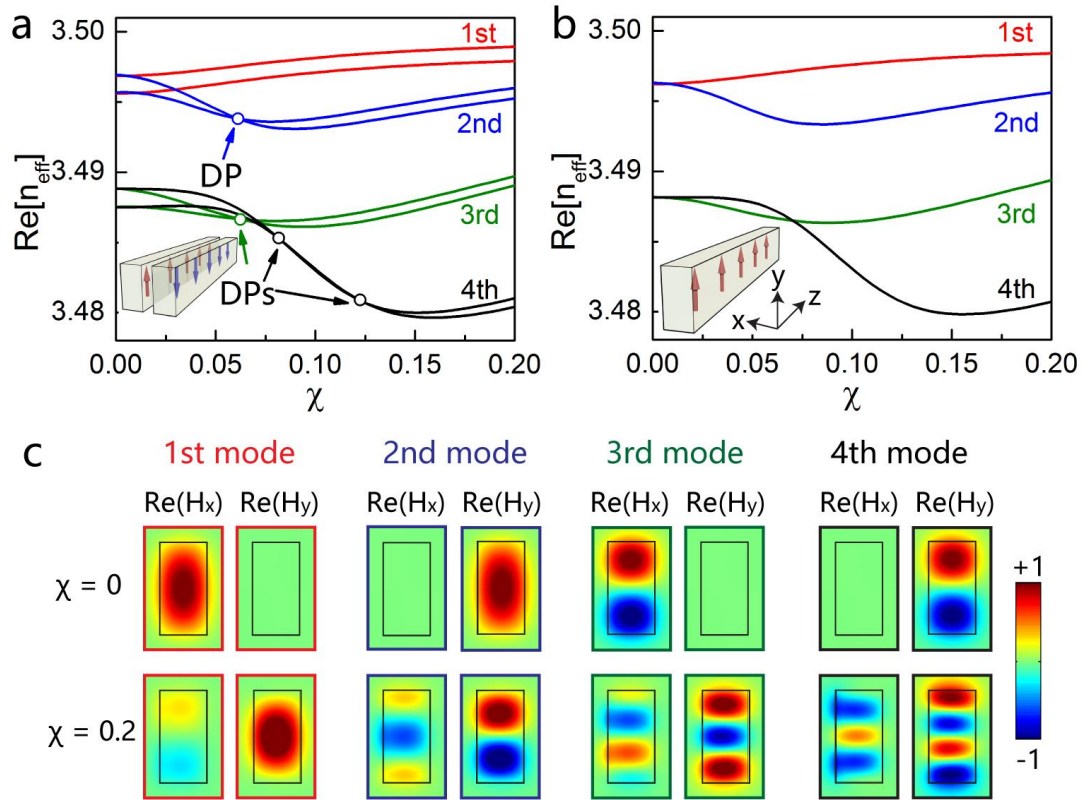 a
3.50
3.49
3.48
Re[n_eff]
1st
2nd
3rd
4th
DP
DPs
0.00 0.05 0.10 0.15 0.20
χ
b
3.50
3.49
3.48
Re[n_eff]
1st
2nd
3rd
4th
y
z
x
0.00 0.05 0.10 0.15 0.20
χ
c
1st mode 2nd mode 3rd mode 4th mode
Re(Hₓ) Re(Hy) Re(Hₓ) Re(Hy) Re(Hₓ) Re(Hy) Re(Hₓ) Re(Hy)
χ = 0
χ = 0.2
+1
-1